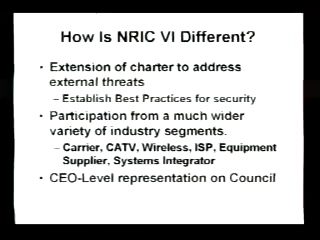 How Is NRIC VI Different?
• Extension of charter to address
external threats
– Establish Best Practices for security
• Participation from a much wider
variety of industry segments.
– Carrier, CATV, Wireless, ISP, Equipment
Supplier, Systems Integrator
• CEO-Level representation on Council